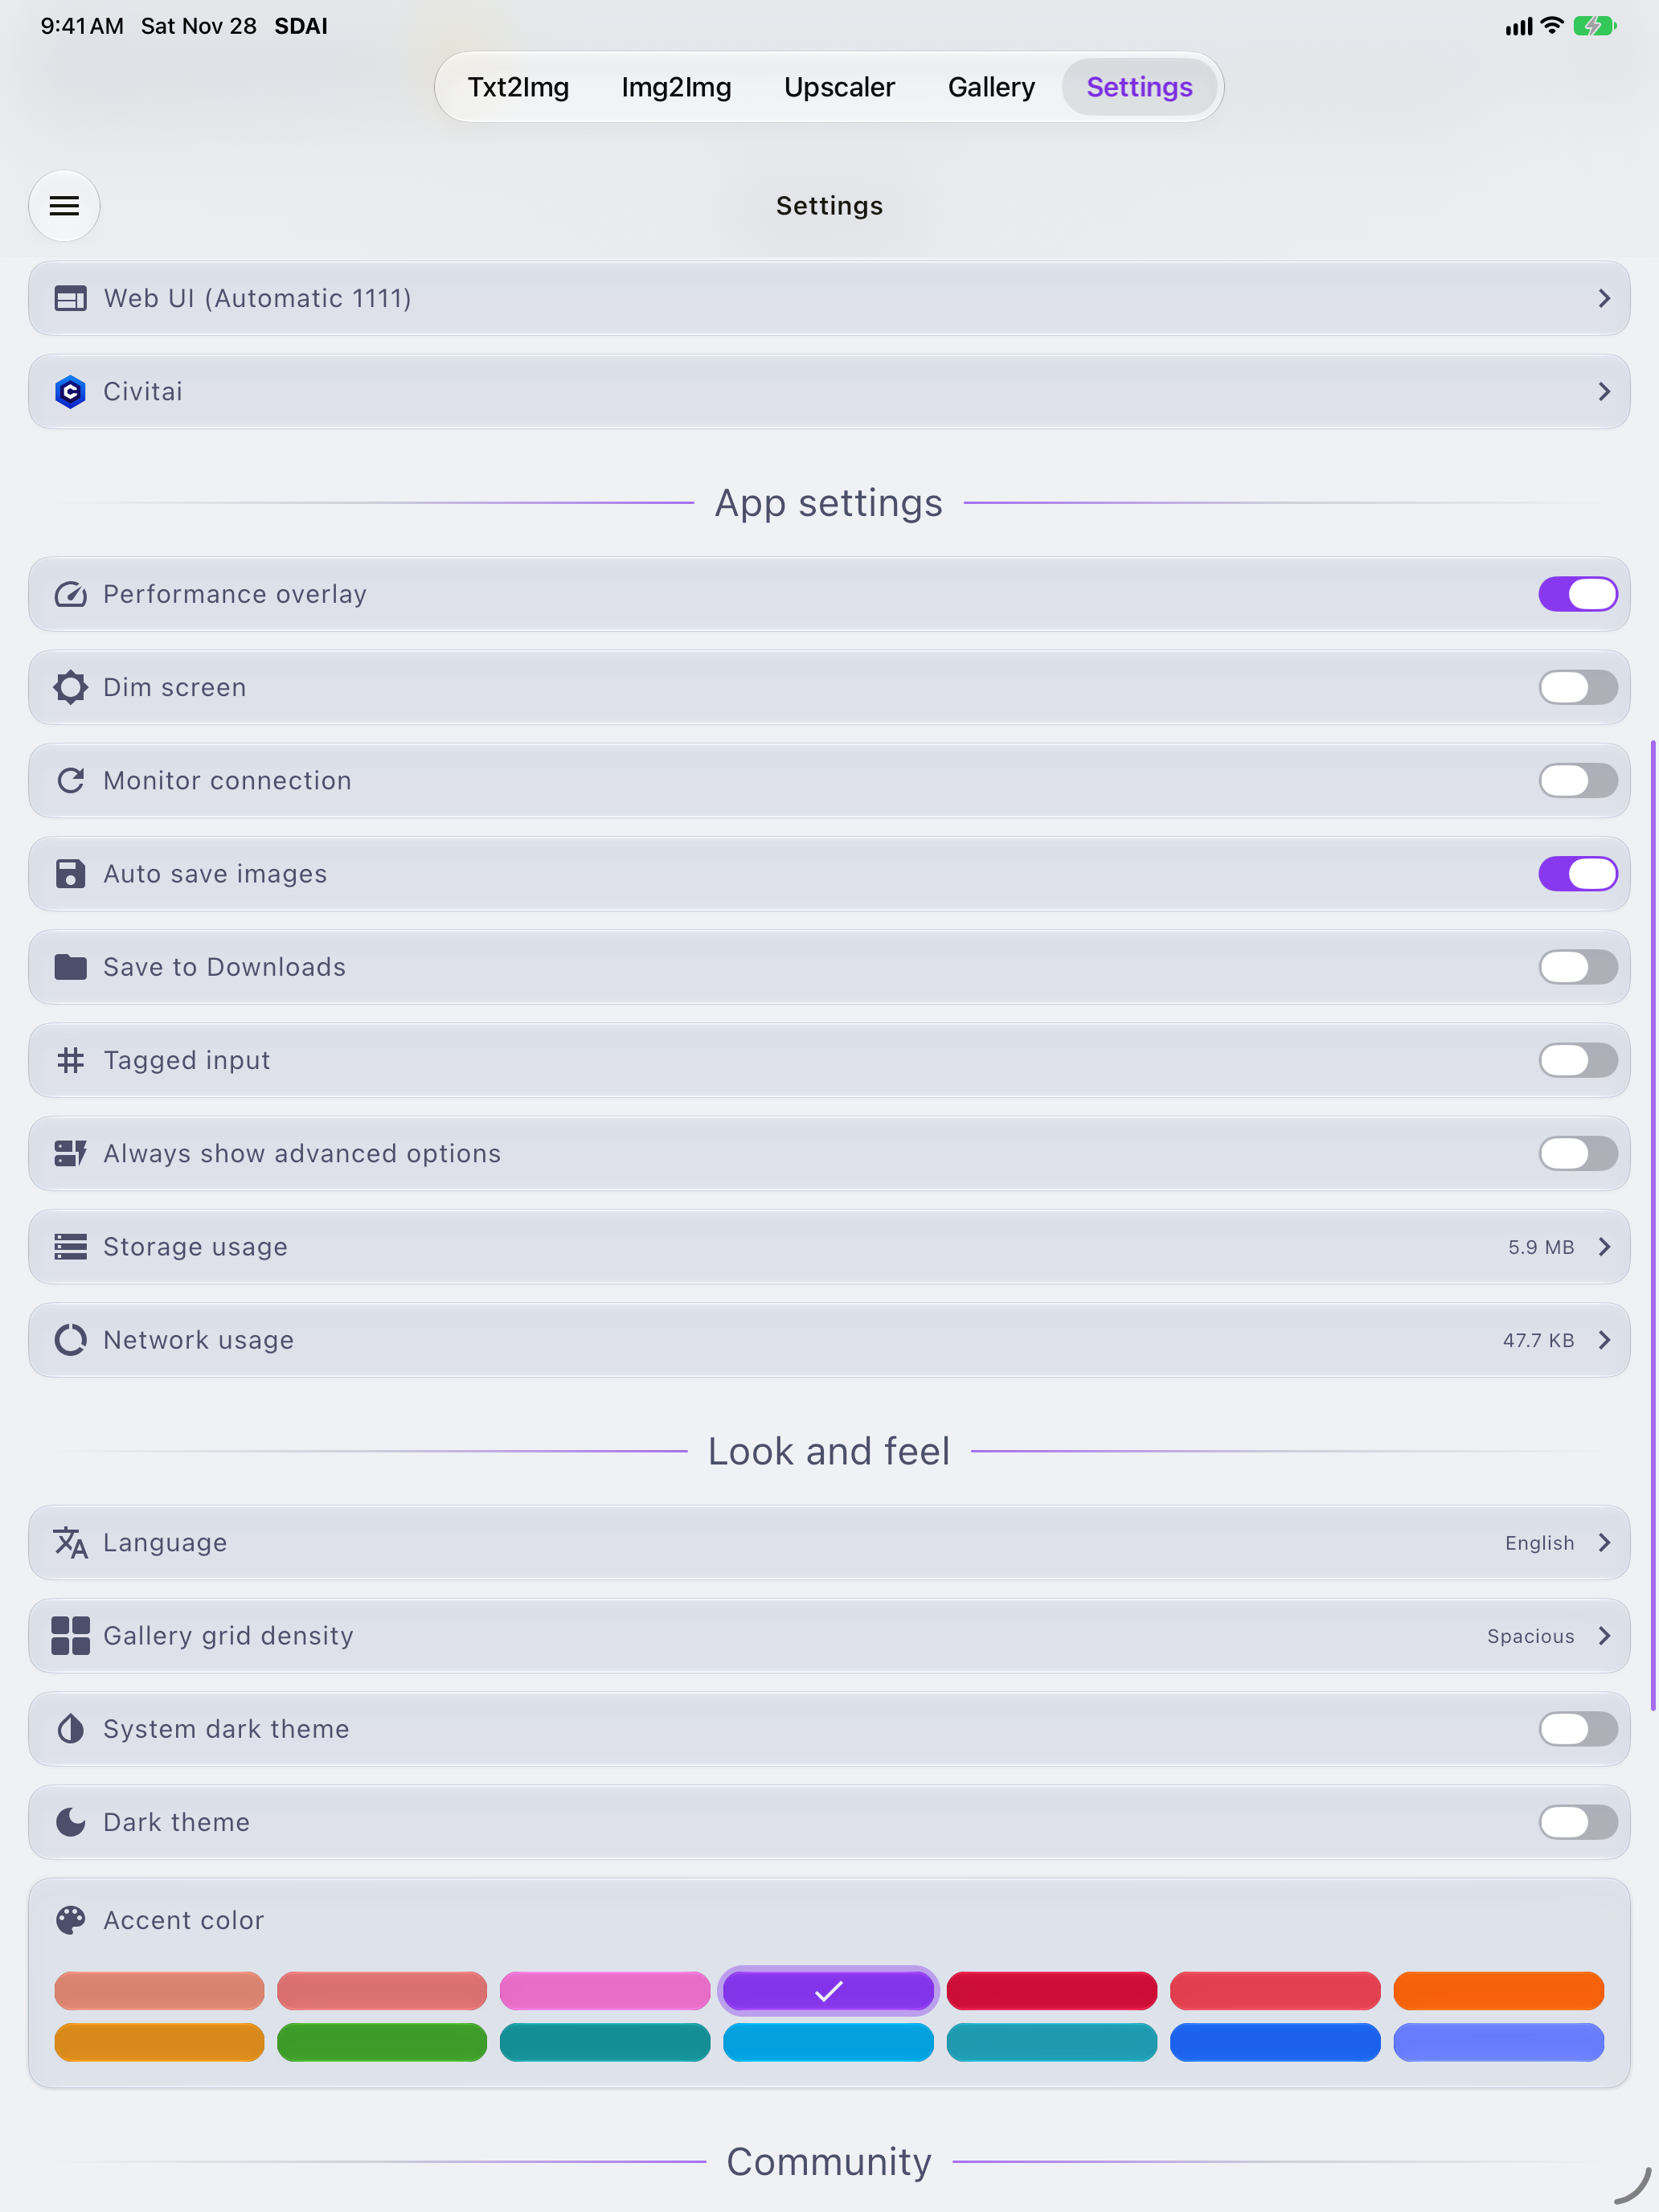 9:41 AM Sat Nov 28 SDAI
Txt2Img Img2Img Upscaler Gallery Settings
Settings
Web UI (Automatic 1111)
Civitai
App settings
Performance overlay
Dim screen
Monitor connection
Auto save images
Save to Downloads
Tagged input
Always show advanced options
Storage usage 5.9 MB
Network usage 47.7 KB
Look and feel
Language English
Gallery grid density Spacious
System dark theme
Dark theme
Accent color
Community